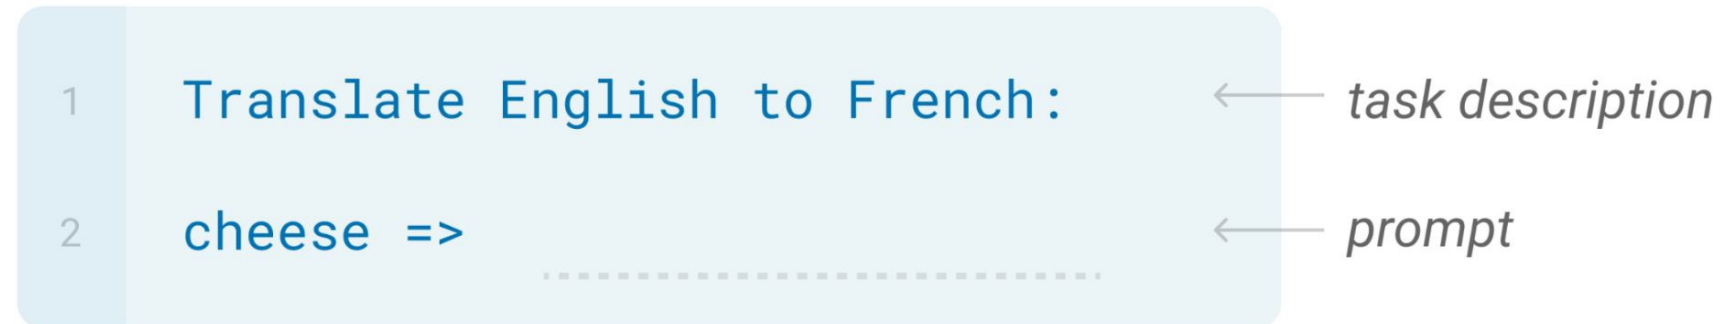 1 Translate English to French: ← task description
2 cheese => ← prompt